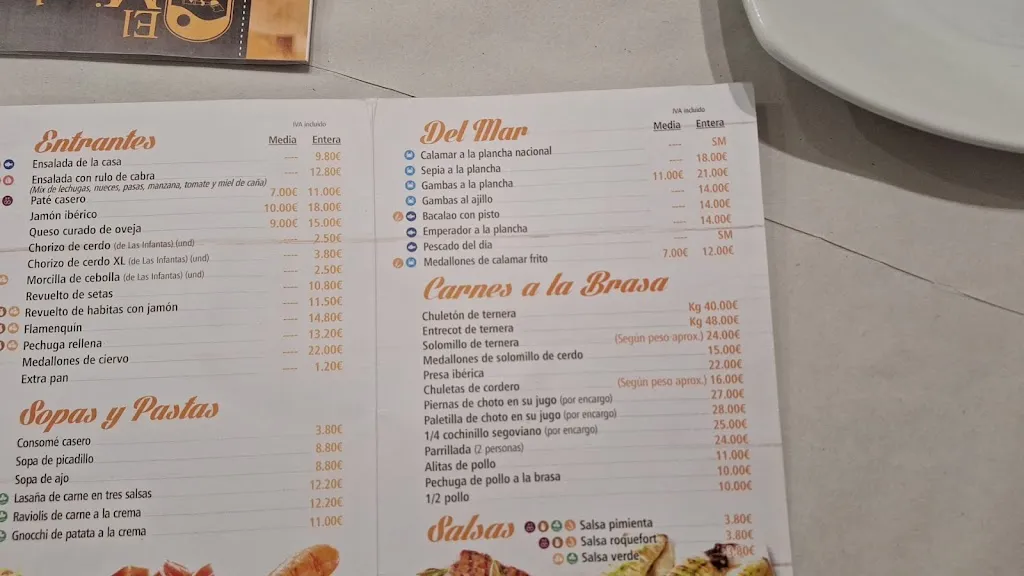 El
IVA incluido
Entrantes Media Entera
Ensalada de la casa ---- 9.80€
Ensalada con rulo de cabra ---- 12.80€
(Mix de lechugas, nueces, pasas, manzana, tomate y miel de caña)
Paté casero 7.00€ 11.00€
Jamón ibérico 10.00€ 18.00€
Queso curado de oveja 9.00€ 15.00€
Chorizo de cerdo (de Las Infantas) (und) ---- 2.50€
Chorizo de cerdo XL (de Las Infantas) (und) ---- 3.80€
Morcilla de cebolla (de Las Infantas) (und) ---- 2.50€
Revuelto de setas ---- 10.80€
Revuelto de habitas con jamón ---- 11.50€
Flamenquín ---- 14.80€
Pechuga rellena ---- 13.20€
Medallones de ciervo ---- 22.00€
Extra pan ---- 1.20€
Sopas y Pastas
Consomé casero 3.80€
Sopa de picadillo 8.80€
Sopa de ajo 8.80€
Lasaña de carne en tres salsas 12.20€
Raviolis de carne a la crema 12.20€
Gnocchi de patata a la crema 11.00€
IVA incluido
Del Mar Media Entera
Calamar a la plancha nacional ---- SM
Sepia a la plancha ---- 18.00€
Gambas a la plancha 11.00€ 21.00€
Gambas al ajillo ---- 14.00€
Bacalao con pisto ---- 14.00€
Emperador a la plancha ---- 14.00€
Pescado del día ---- SM
Medallones de calamar frito 7.00€ 12.00€
Carnes a la Brasa
Chuletón de ternera Kg 40.00€
Entrecot de ternera Kg 48.00€
Solomillo de ternera (Según peso aprox.) 24.00€
Medallones de solomillo de cerdo 15.00€
Presa ibérica 22.00€
Chuletas de cordero (Según peso aprox.) 16.00€
Piernas de choto en su jugo (por encargo) 27.00€
Paletilla de choto en su jugo (por encargo) 28.00€
1/4 cochinillo segoviano (por encargo) 25.00€
Parrillada (2 personas) 24.00€
Alitas de pollo 11.00€
Pechuga de pollo a la brasa 10.00€
1/2 pollo 10.00€
Salsas Salsa pimienta 3.80€
Salsa roquefort 3.80€
Salsa verde